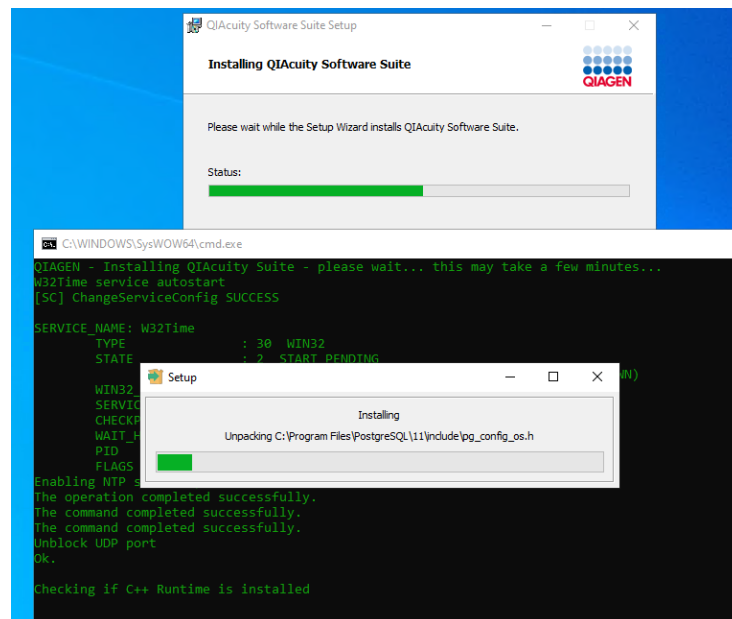 QIAcuity Software Suite Setup
Installing QIAcuity Software Suite
QIAGEN
Please wait while the Setup Wizard installs QIAcuity Software Suite.
Status:
C:\WINDOWS\SysWOW64\cmd.exe
QIAGEN - Installing QIAcuity Suite - please wait... this may take a few minutes...
W32Time service autostart
[SC] ChangeServiceConfig SUCCESS
SERVICE_NAME: W32Time
TYPE : 30 WIN32
STATE : 2 START_PENDING
WN)
WIN32_
SERVIC
CHECKP
WAIT_H
PID
FLAGS
Setup
Installing
Unpacking C:\Program Files\PostgreSQL\11\include\pg_config_os.h
Enabling NTP s
The operation completed successfully.
The command completed successfully.
The command completed successfully.
Unblock UDP port
Ok.
Checking if C++ Runtime is installed